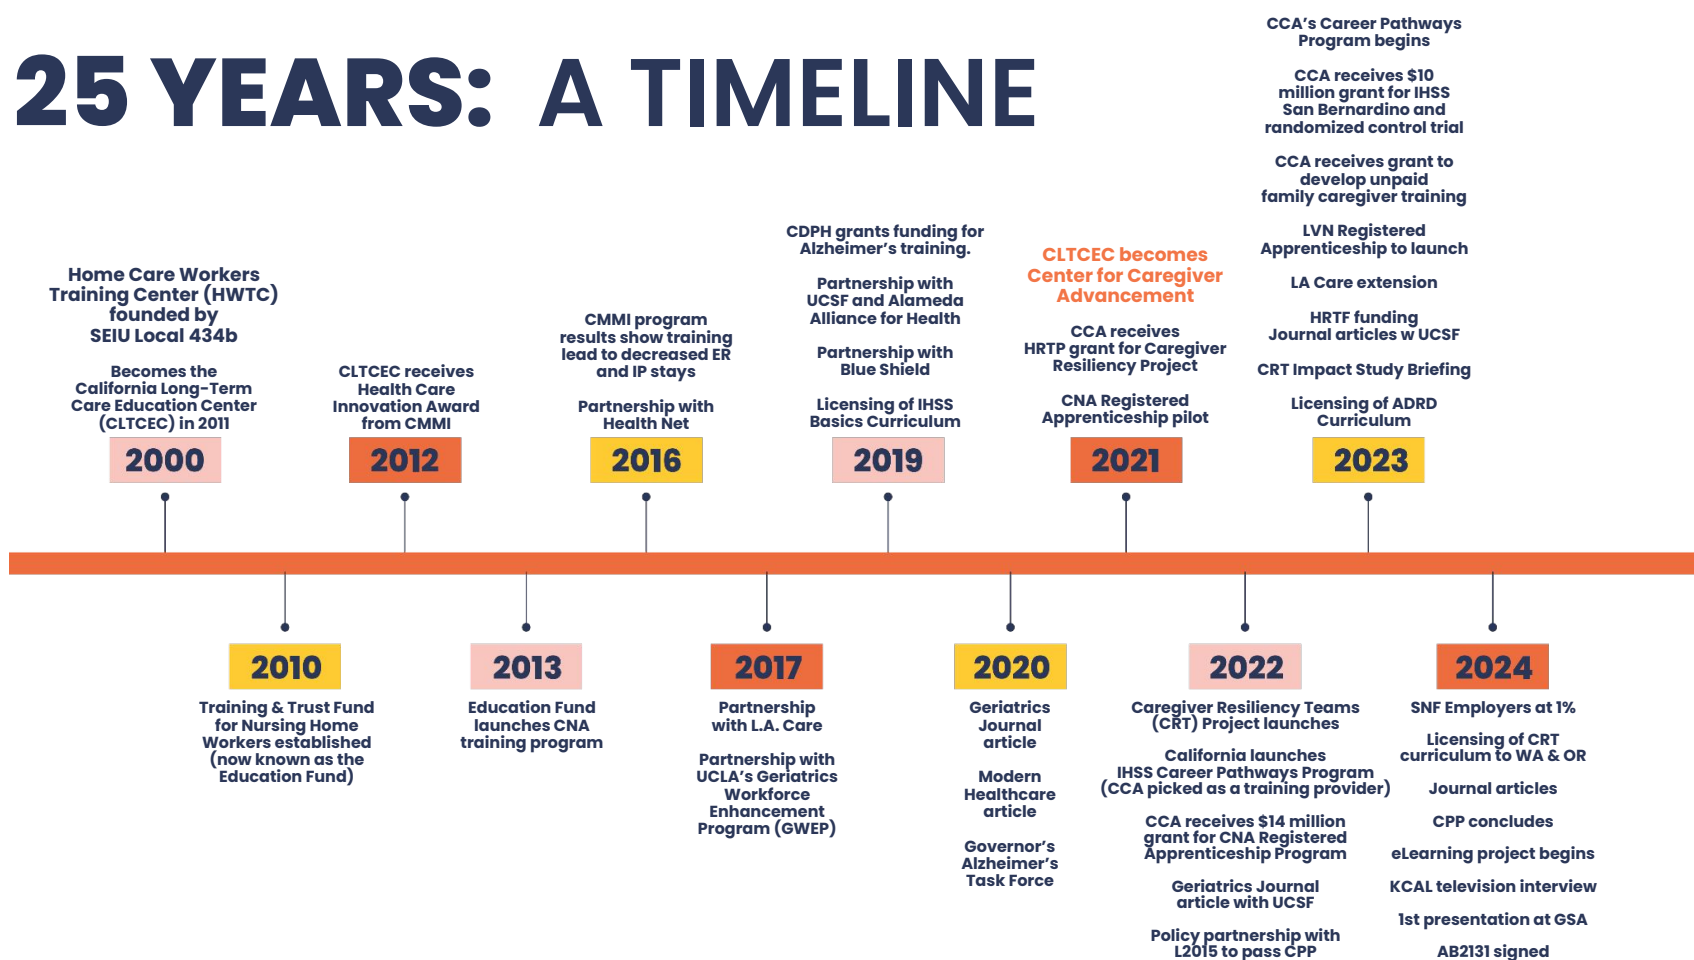 25 YEARS: A TIMELINE
Home Care Workers
Training Center (HWTC)
founded by
SEIU Local 434b
Becomes the
California Long-Term
Care Education Center
(CLTCEC) in 2011
2000
CLTCEC receives
Health Care
Innovation Award
from CMMI
2012
CMMI program
results show training
lead to decreased ER
and IP stays
Partnership with
Health Net
2016
CDPH grants funding for
Alzheimer's training.
Partnership with
UCSF and Alameda
Alliance for Health
Partnership with
Blue Shield
Licensing of IHSS
Basics Curriculum
2019
CLTCEC becomes
Center for Caregiver
Advancement
CCA receives
HRTP grant for Caregiver
Resiliency Project
CNA Registered
Apprenticeship pilot
2021
CCA's Career Pathways
Program begins
CCA receives $10
million grant for IHSS
San Bernardino and
randomized control trial
CCA receives grant to
develop unpaid
family caregiver training
LVN Registered
Apprenticeship to launch
LA Care extension
HRTF funding
Journal articles w UCSF
CRT Impact Study Briefing
Licensing of ADRD
Curriculum
2023
2010
Training & Trust Fund
for Nursing Home
Workers established
(now known as the
Education Fund)
2013
Education Fund
launches CNA
training program
2017
Partnership
with L.A. Care
Partnership with
UCLA's Geriatrics
Workforce
Enhancement
Program (GWEP)
2020
Geriatrics
Journal
article
Modern
Healthcare
article
Governor's
Alzheimer's
Task Force
2022
Caregiver Resiliency Teams
(CRT) Project launches
California launches
IHSS Career Pathways Program
(CCA picked as a training provider)
CCA receives $14 million
grant for CNA Registered
Apprenticeship Program
Geriatrics Journal
article with UCSF
Policy partnership with
L2015 to pass CPP
2024
SNF Employers at 1%
Licensing of CRT
curriculum to WA & OR
Journal articles
CPP concludes
eLearning project begins
KCAL television interview
1st presentation at GSA
AB2131 signed